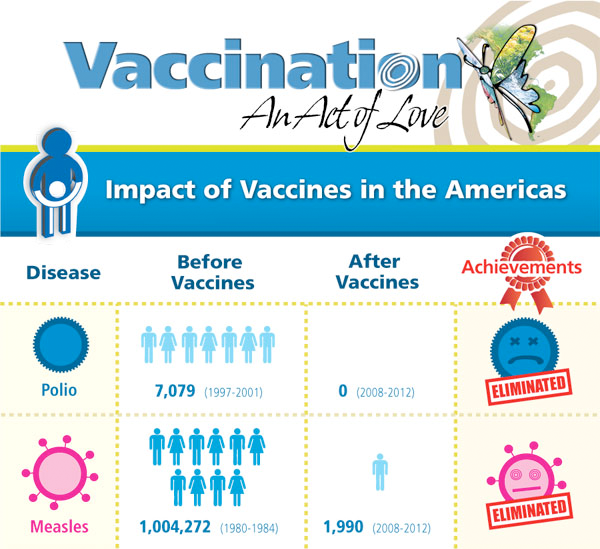 Vaccination
An Act of Love
Impact of Vaccines in the Americas
Disease
Before
Vaccines
After
Vaccines
Achievements
Polio
7,079 (1997-2001)
0 (2008-2012)
ELIMINATED
Measles
1,004,272 (1980-1984)
1,990 (2008-2012)
ELIMINATED